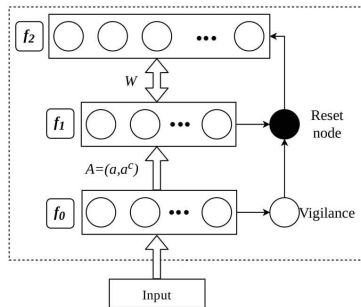 f2
W
f1
Reset
node
A=(a,a^c)
f0
Vigilance
Input